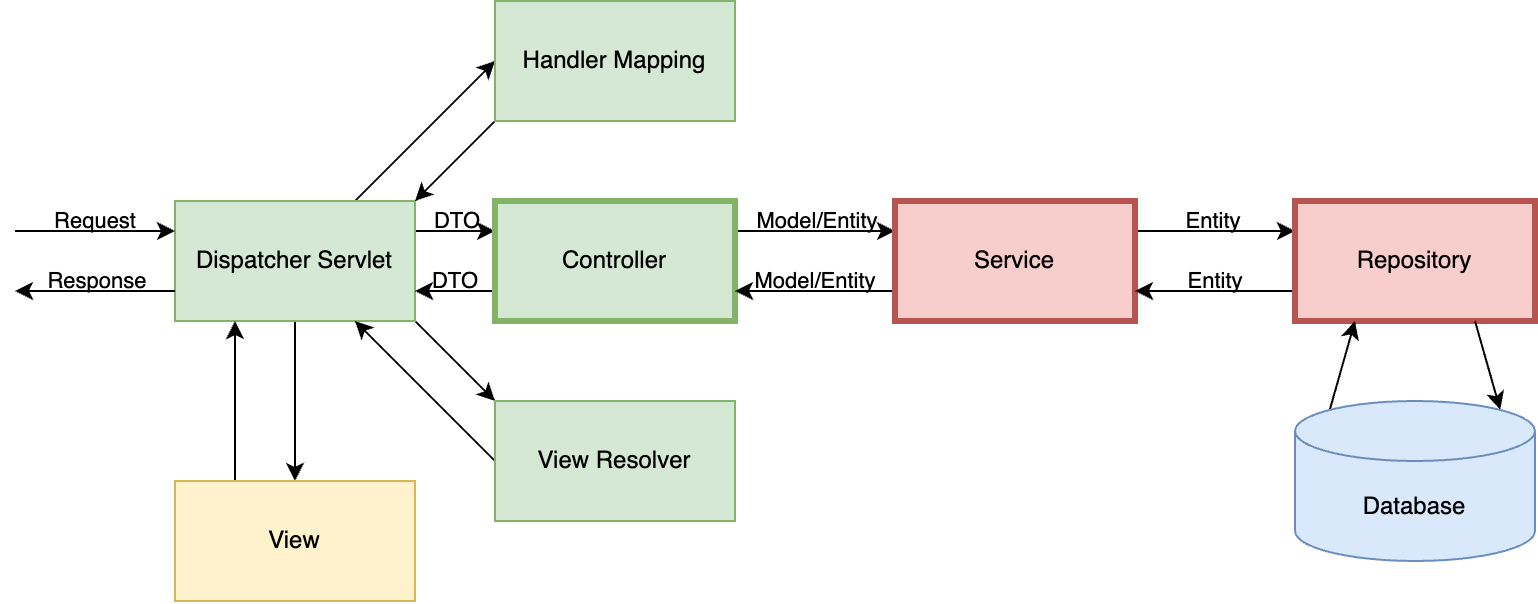 Handler Mapping
Request
DTO
Model/Entity
Entity
Dispatcher Servlet
Controller
Service
Repository
Response
DTO
Model/Entity
Entity
View Resolver
Database
View